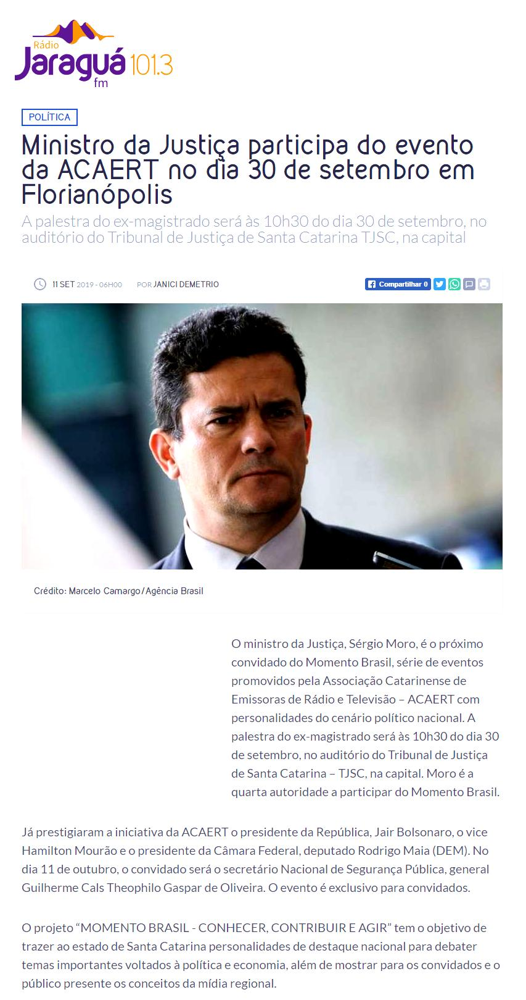 Rádio
Jaraguá 101.3
fm
POLÍTICA
Ministro da Justiça participa do evento
da ACAERT no dia 30 de setembro em
Florianópolis
A palestra do ex-magistrado será às 10h30 do dia 30 de setembro, no
auditório do Tribunal de Justiça de Santa Catarina TJSC, na capital
11 SET 2019 - 06H00 POR JANICI DEMETRIO Compartilhar 0
Crédito: Marcelo Camargo/Agência Brasil
O ministro da Justiça, Sérgio Moro, é o próximo
convidado do Momento Brasil, série de eventos
promovidos pela Associação Catarinense de
Emissoras de Rádio e Televisão – ACAERT com
personalidades do cenário político nacional. A
palestra do ex-magistrado será às 10h30 do dia 30
de setembro, no auditório do Tribunal de Justiça
de Santa Catarina – TJSC, na capital. Moro é a
quarta autoridade a participar do Momento Brasil.
Já prestigiaram a iniciativa da ACAERT o presidente da República, Jair Bolsonaro, o vice
Hamilton Mourão e o presidente da Câmara Federal, deputado Rodrigo Maia (DEM). No
dia 11 de outubro, o convidado será o secretário Nacional de Segurança Pública, general
Guilherme Cals Theophilo Gaspar de Oliveira. O evento é exclusivo para convidados.
O projeto “MOMENTO BRASIL - CONHECER, CONTRIBUIR E AGIR” tem o objetivo de
trazer ao estado de Santa Catarina personalidades de destaque nacional para debater
temas importantes voltados à política e economia, além de mostrar para os convidados e o
público presente os conceitos da mídia regional.